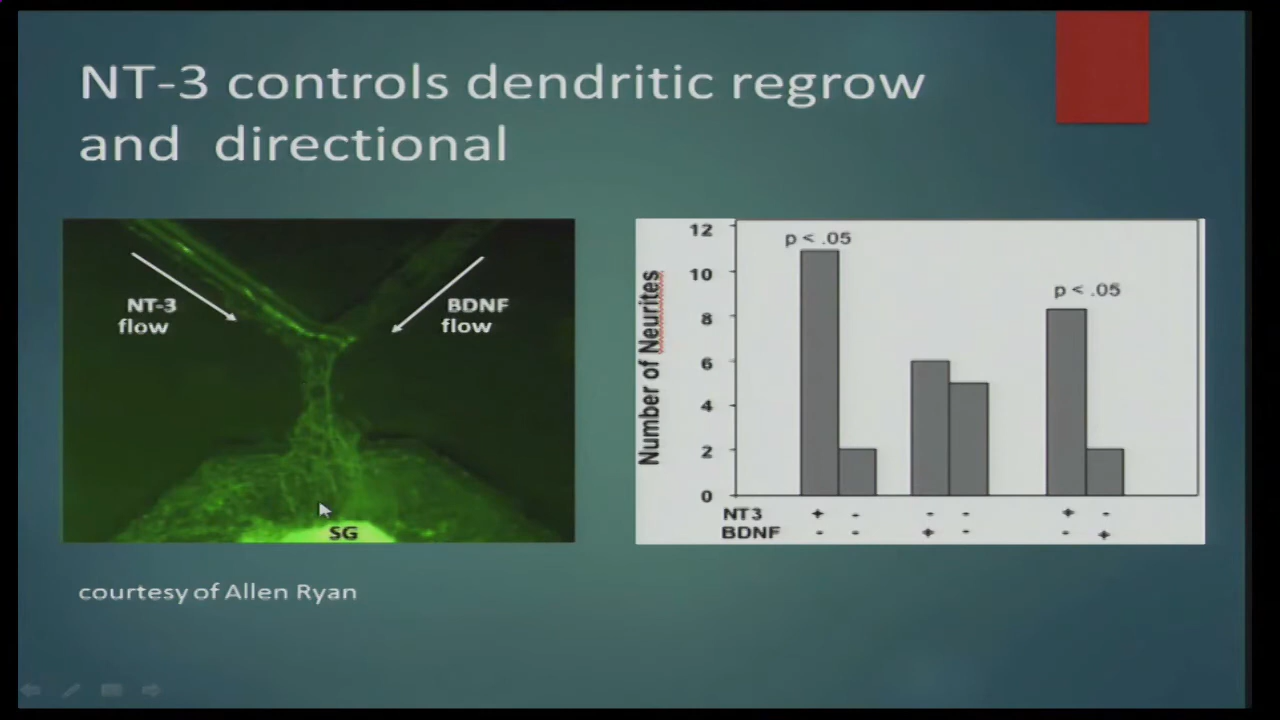 NT-3 controls dendritic regrow
and directional
NT-3
flow
BDNF
flow
SG
Number of Neurites
12
10
8
6
4
2
0
p < .05
p < .05
NT3 + - - - + -
BDNF - - + - - +
courtesy of Allen Ryan